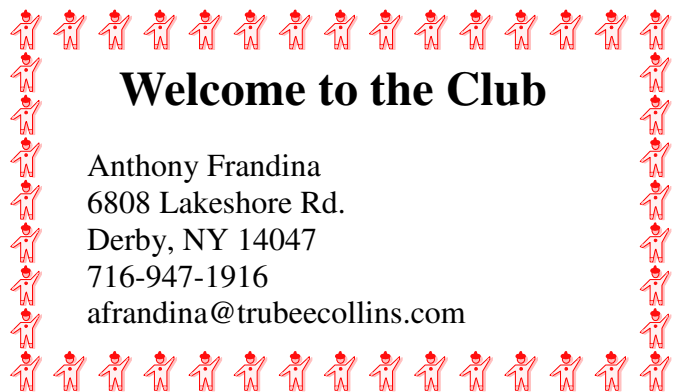 Welcome to the Club
Anthony Frandina
6808 Lakeshore Rd.
Derby, NY 14047
716-947-1916
afrandina@trubeecollins.com